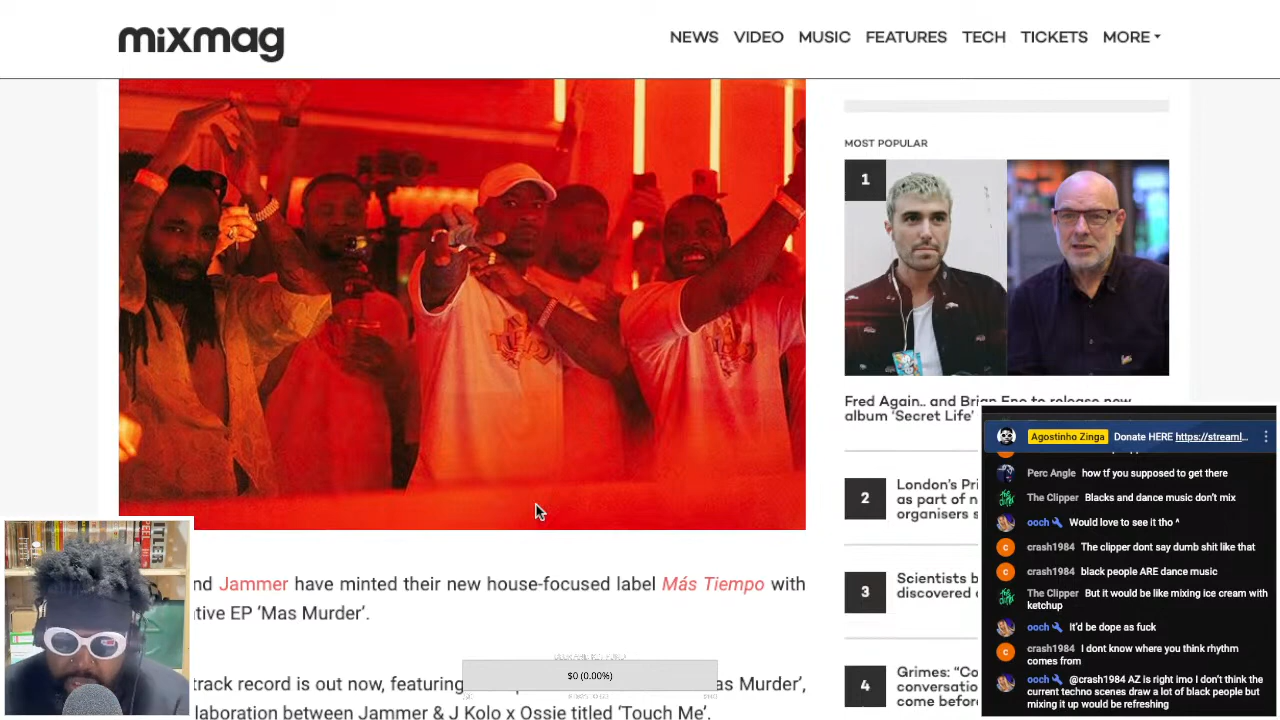 mixmag
NEWS VIDEO MUSIC FEATURES TECH TICKETS MORE
MOST POPULAR
1
Fred Again.. and Brian Eno to release new
album ‘Secret Life’
2
London’s
as part of
organisers
3
Scientists
discovered
4
Grimes:
conversation
come before
nd Jammer have minted their new house-focused label Más Tiempo with
EP ‘Mas Murder’.
track record is out now, featuring as Murder’,
laboration between Jammer & J Kolo x Ossie titled ‘Touch Me’.
$0 (0.00%)
Agostinho Zinga Donate HERE https://streaml...
Perc Angle how tf you supposed to get there
The Clipper Blacks and dance music don't mix
ooch Would love to see it tho ^
crash1984 The clipper dont say dumb shit like that
crash1984 black people ARE dance music
The Clipper But it would be like mixing ice cream with
ketchup
ooch It'd be dope as fuck
crash1984 I dont know where you think rhythm
comes from
ooch @crash1984 AZ is right imo I don't think the
current techno scenes draw a lot of black people but
mixing it up would be refreshing